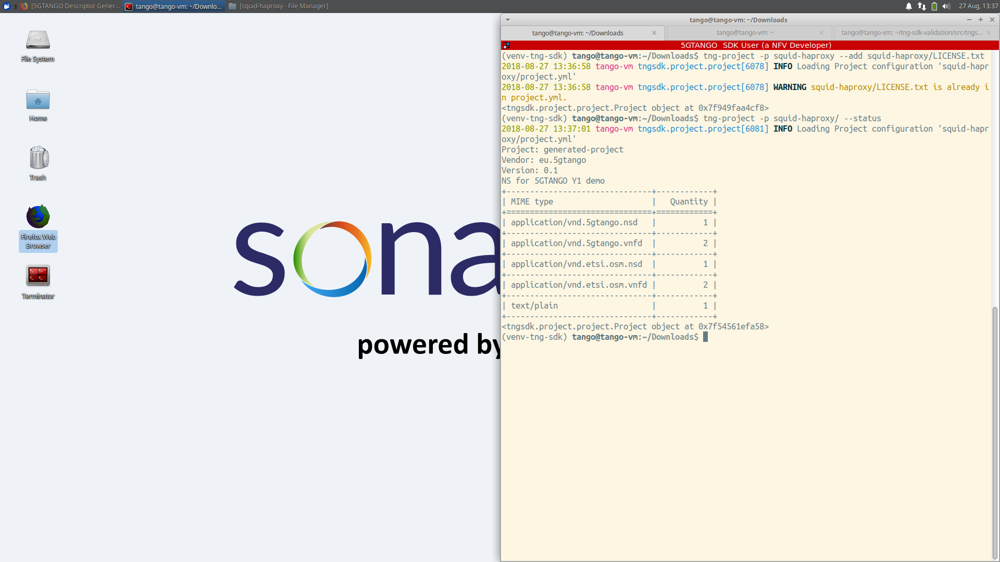 [5GTANGO Descriptor Gener...
tango@tango-vm: ~/Downlo...
[squid-haproxy - File Manager]
27 Aug, 13:37
File System
Home
Trash
Firefox Web
Browser
Terminator
sona
powered by
tango@tango-vm: ~/Downloads
tango@tango-vm: ~/Downloads
tango@tango-vm: ~
tango@tango-vm: ~/tng-sdk-validation/src/tngs...
5GTANGO  SDK User (a NFV Developer)
(venv-tng-sdk) tango@tango-vm:~/Downloads$ tng-project -p squid-haproxy --add squid-haproxy/LICENSE.txt
2018-08-27 13:36:58 tango-vm tngsdk.project.project[6078] INFO Loading Project configuration 'squid-hapr
oxy/project.yml'
2018-08-27 13:36:58 tango-vm tngsdk.project.project[6078] WARNING squid-haproxy/LICENSE.txt is already i
n project.yml.
<tngsdk.project.project.Project object at 0x7f949faa4cf8>
(venv-tng-sdk) tango@tango-vm:~/Downloads$ tng-project -p squid-haproxy/ --status
2018-08-27 13:37:01 tango-vm tngsdk.project.project[6081] INFO Loading Project configuration 'squid-hapr
oxy/project.yml'
Project: generated-project
Vendor: eu.5gtango
Version: 0.1
NS for 5GTANGO Y1 demo
+-------------------------------+------------+
| MIME type                     |   Quantity |
+===============================+============+
| application/vnd.5gtango.nsd   |          1 |
+-------------------------------+------------+
| application/vnd.5gtango.vnfd  |          2 |
+-------------------------------+------------+
| application/vnd.etsi.osm.nsd  |          1 |
+-------------------------------+------------+
| application/vnd.etsi.osm.vnfd |          2 |
+-------------------------------+------------+
| text/plain                    |          1 |
+-------------------------------+------------+
<tngsdk.project.project.Project object at 0x7f54561efa58>
(venv-tng-sdk) tango@tango-vm:~/Downloads$